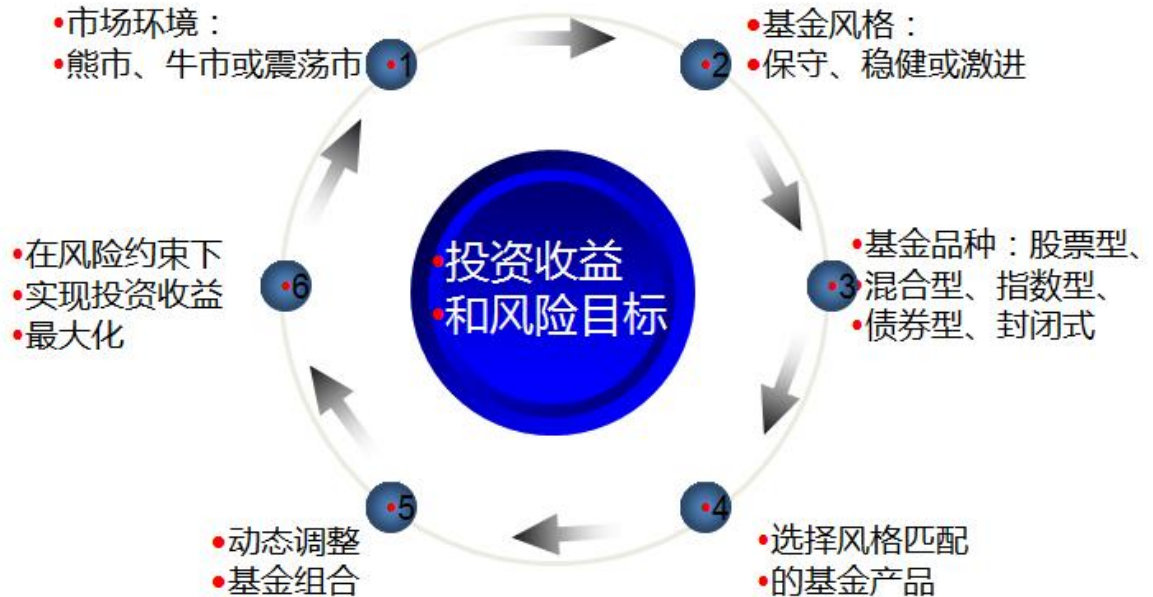 •市场环境：
•熊市、牛市或震荡市
•1
•2
•基金风格：
•保守、稳健或激进
•3
•基金品种：股票型、
•混合型、指数型、
•债券型、封闭式
•4
•选择风格匹配
•的基金产品
•5
•动态调整
•基金组合
•6
•在风险约束下
•实现投资收益
•最大化
•投资收益
•和风险目标